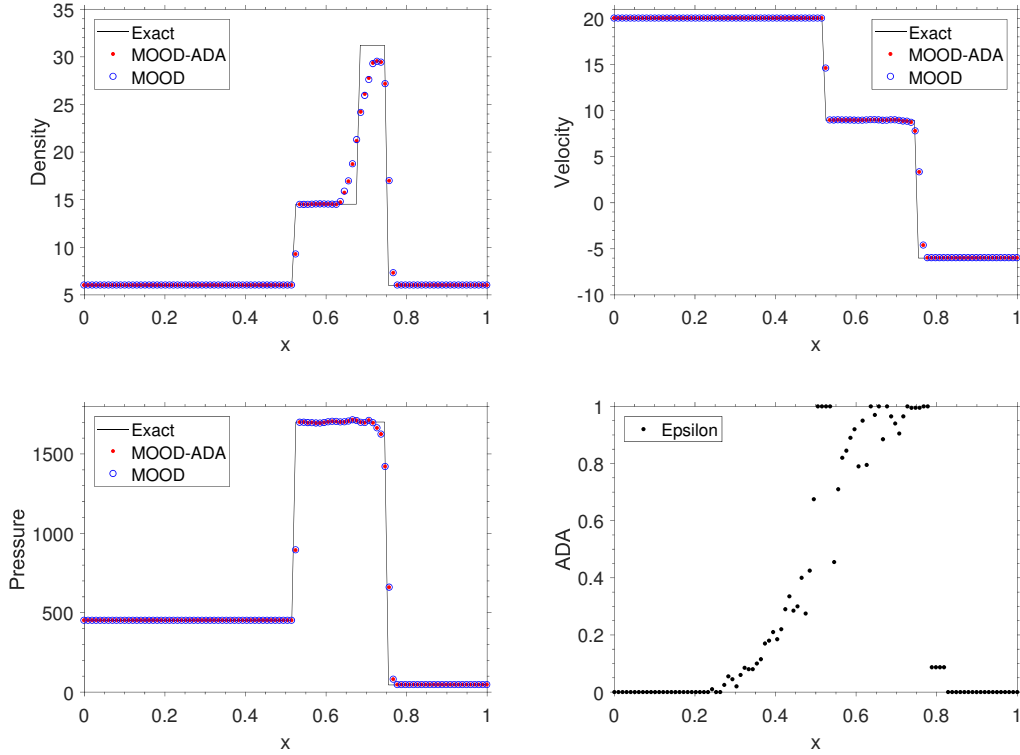 35
30
25
20
15
10
5
Density
Exact
MOOD-ADA
MOOD
0 0.2 0.4 0.6 0.8 1
x
20
15
10
5
0
-5
-10
Velocity
Exact
MOOD-ADA
MOOD
0 0.2 0.4 0.6 0.8 1
x
1500
1000
500
0
Pressure
Exact
MOOD-ADA
MOOD
0 0.2 0.4 0.6 0.8 1
x
1
0.8
0.6
0.4
0.2
0
ADA
Epsilon
0 0.2 0.4 0.6 0.8 1
x